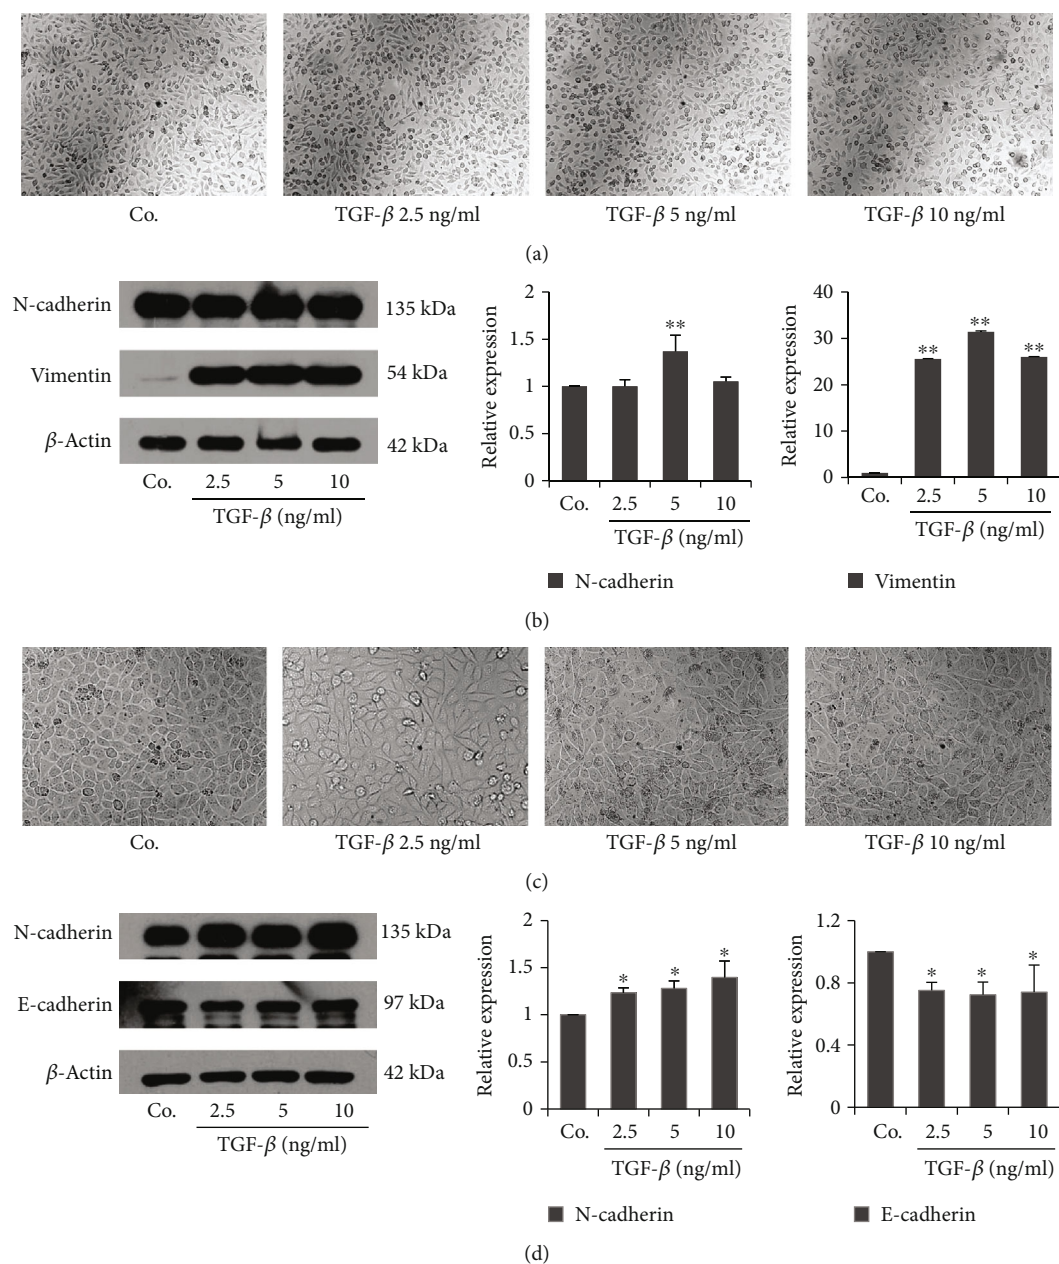 Co.
TGF-β 2.5 ng/ml
TGF-β 5 ng/ml
TGF-β 10 ng/ml
(a)
N-cadherin
135 kDa
Vimentin
54 kDa
β-Actin
42 kDa
Co. 2.5 5 10
TGF-β (ng/ml)
Relative expression
2
1.5
1
0.5
0
**
Co. 2.5 5 10
TGF-β (ng/ml)
N-cadherin
Relative expression
40
30
20
10
0
** ** **
Co. 2.5 5 10
TGF-β (ng/ml)
Vimentin
(b)
Co.
TGF-β 2.5 ng/ml
TGF-β 5 ng/ml
TGF-β 10 ng/ml
(c)
N-cadherin
135 kDa
E-cadherin
97 kDa
β-Actin
42 kDa
Co. 2.5 5 10
TGF-β (ng/ml)
Relative expression
2
1.5
1
0.5
0
* * *
Co. 2.5 5 10
TGF-β (ng/ml)
N-cadherin
Relative expression
1.2
0.8
0.4
0
* * *
Co. 2.5 5 10
TGF-β (ng/ml)
E-cadherin
(d)